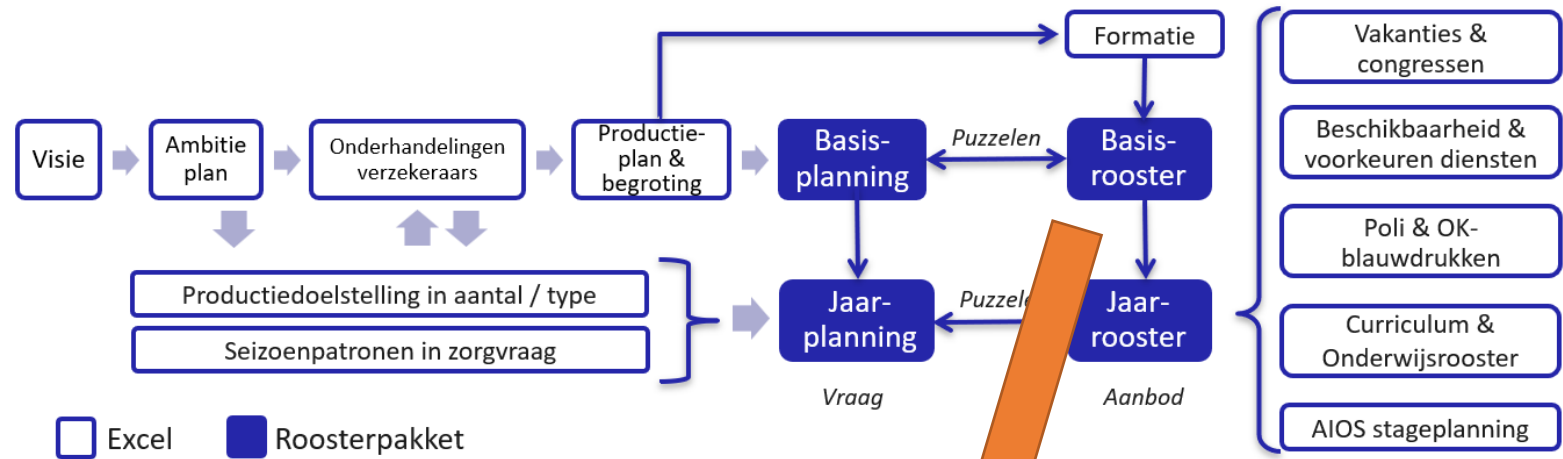 Formatie
Visie
Ambitie
plan
Onderhandelingen
verzekeraars
Productie-
plan &
begroting
Basis-
planning
Puzzelen
Basis-
rooster
Productiedoelstelling in aantal / type
Seizoenpatronen in zorgvraag
Jaar-
planning
Jaar-
rooster
Vraag
Aanbod
Vakanties &
congressen
Beschikbaarheid &
voorkeuren diensten
Poli & OK-
blauwdrukken
Curriculum &
Onderwijsrooster
AIOS stageplanning
Excel
Roosterpakket